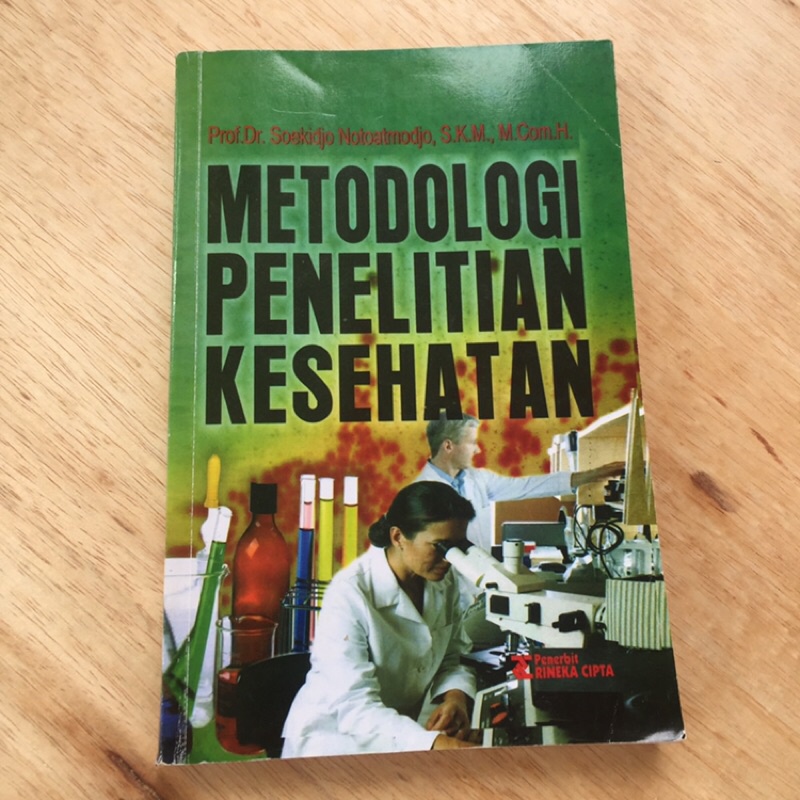 Prof.Dr. Soekidjo Notoatmodjo, S.K.M., M.Com.H.
METODOLOGI
PENELITIAN
KESEHATAN
Penerbit
RINEKA CIPTA